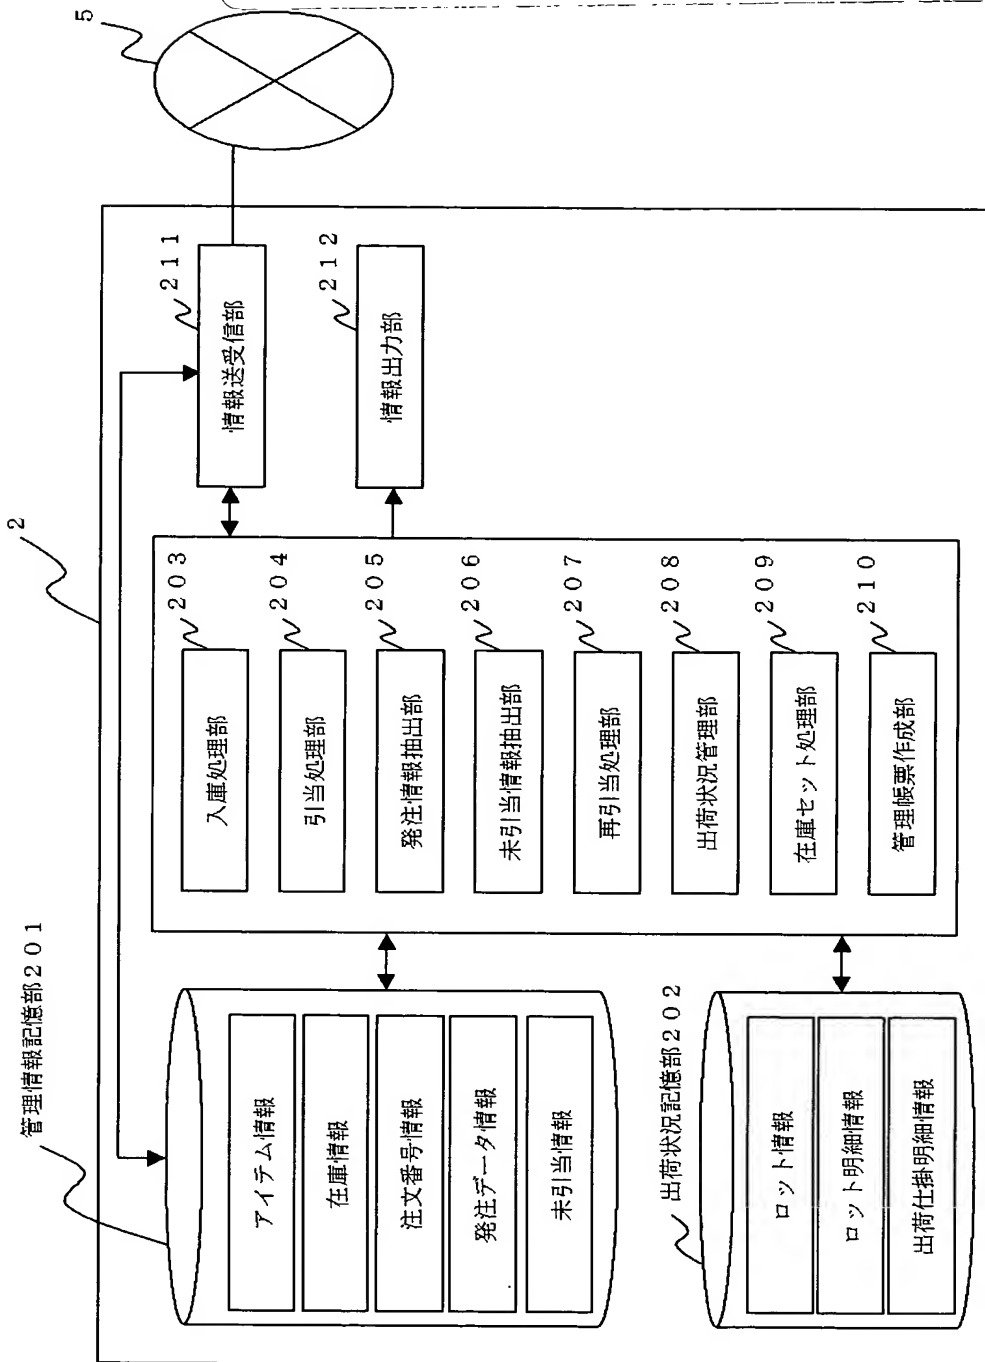 2
5
管理情報記憶部201
アイテム情報
在庫情報
注文番号情報
発注データ情報
未引当情報
出荷状況記憶部202
ロット情報
ロット明細情報
出荷仕掛明細情報
入庫処理部
203
引当処理部
204
発注情報抽出部
205
未引当情報抽出部
206
再引当処理部
207
出荷状況管理部
208
在庫セット処理部
209
管理帳票作成部
210
情報送受信部
211
情報出力部
212